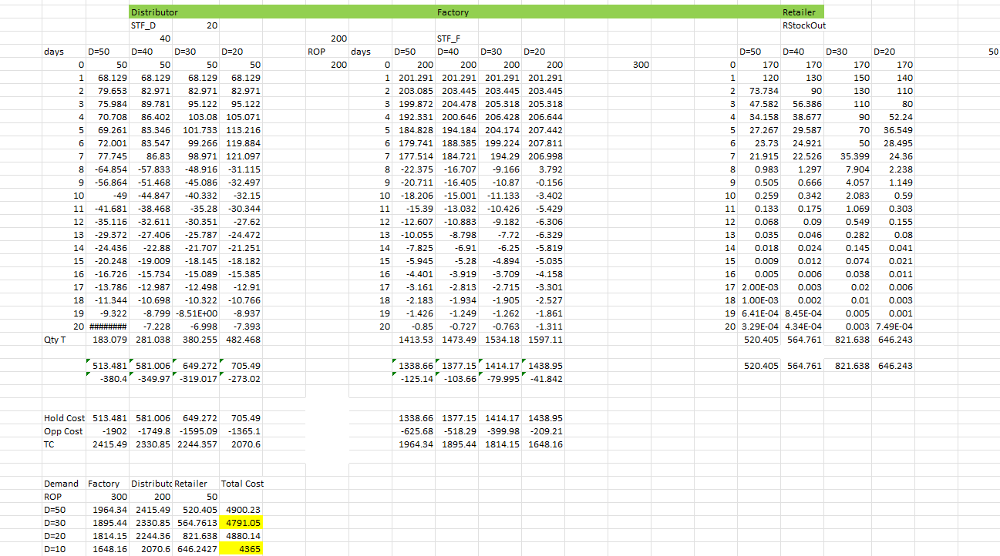 Distributor Factory Retailer
STF_D 20 RStockOut
40 200 STF_F
days D=50 D=40 D=30 D=20 ROP days D=50 D=40 D=30 D=20 D=50 D=40 D=30 D=20 50
0 50 50 50 50 200 0 200 200 200 200 300 0 170 170 170 170
1 68.129 68.129 68.129 68.129 1 201.291 201.291 201.291 201.291 1 120 130 150 140
2 79.653 82.971 82.971 82.971 2 203.085 203.445 203.445 203.445 2 73.734 90 130 110
3 75.984 89.781 95.122 95.122 3 199.872 204.478 205.318 205.318 3 47.582 56.386 110 80
4 70.708 86.402 103.08 105.071 4 192.331 200.646 206.428 206.644 4 34.158 38.677 90 52.24
5 69.261 83.346 101.733 113.216 5 184.828 194.184 204.174 207.442 5 27.267 29.587 70 36.549
6 72.001 83.547 99.266 119.884 6 179.741 188.385 199.224 207.811 6 23.73 24.921 50 28.495
7 77.745 86.83 98.971 121.097 7 177.514 184.721 194.29 206.998 7 21.915 22.526 35.399 24.36
8 -64.854 -57.833 -48.916 -31.115 8 -22.375 -16.707 -9.166 3.792 8 0.983 1.297 7.904 2.238
9 -56.864 -51.468 -45.086 -32.497 9 -20.711 -16.405 -10.87 -0.156 9 0.505 0.666 4.057 1.149
10 -49 -44.847 -40.332 -32.15 10 -18.206 -15.001 -11.133 -3.402 10 0.259 0.342 2.083 0.59
11 -41.681 -38.468 -35.28 -30.344 11 -15.39 -13.032 -10.426 -5.429 11 0.133 0.175 1.069 0.303
12 -35.116 -32.611 -30.351 -27.62 12 -12.607 -10.883 -9.182 -6.306 12 0.068 0.09 0.549 0.155
13 -29.372 -27.406 -25.787 -24.472 13 -10.055 -8.798 -7.72 -6.329 13 0.035 0.046 0.282 0.08
14 -24.436 -22.88 -21.707 -21.251 14 -7.825 -6.91 -6.25 -5.819 14 0.018 0.024 0.145 0.041
15 -20.248 -19.009 -18.145 -18.182 15 -5.945 -5.28 -4.894 -5.035 15 0.009 0.012 0.074 0.021
16 -16.726 -15.734 -15.089 -15.385 16 -4.401 -3.919 -3.709 -4.158 16 0.005 0.006 0.038 0.011
17 -13.786 -12.987 -12.498 -12.91 17 -3.161 -2.813 -2.715 -3.301 17 2.00E-03 0.003 0.02 0.006
18 -11.344 -10.698 -10.322 -10.766 18 -2.183 -1.934 -1.905 -2.527 18 1.00E-03 0.002 0.01 0.003
19 -9.322 -8.799 -8.51E+00 -8.937 19 -1.426 -1.249 -1.262 -1.861 19 6.41E-04 8.45E-04 0.005 0.001
20 ######## -7.228 -6.998 -7.393 20 -0.85 -0.727 -0.763 -1.311 20 3.29E-04 4.34E-04 0.003 7.49E-04
Qty T 183.079 281.038 380.255 482.468 1413.53 1473.49 1534.18 1597.11 520.405 564.761 821.638 646.243
513.481 581.006 649.272 705.49 1338.66 1377.15 1414.17 1438.95 520.405 564.761 821.638 646.243
-380.4 -349.97 -319.017 -273.02 -125.14 -103.66 -79.995 -41.842
Hold Cost 513.481 581.006 649.272 705.49 1338.66 1377.15 1414.17 1438.95
Opp Cost -1902 -1749.8 -1595.09 -1365.1 -625.68 -518.29 -399.98 -209.21
TC 2415.49 2330.85 2244.357 2070.6 1964.34 1895.44 1814.15 1648.16
Demand Factory Distributo Retailer Total Cost
ROP 300 200 50
D=50 1964.34 2415.49 520.405 4900.23
D=30 1895.44 2330.85 564.7613 4791.05
D=20 1814.15 2244.36 821.638 4880.14
D=10 1648.16 2070.6 646.2427 4365